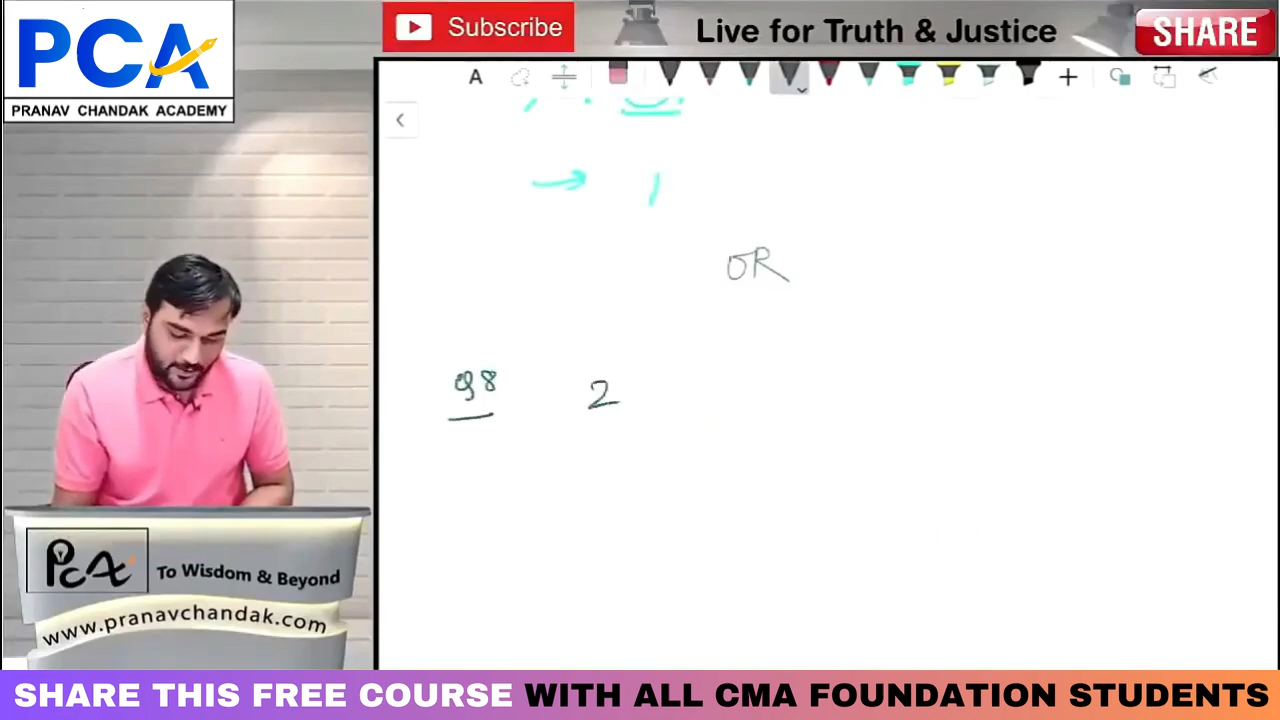 PCA
PRANAV CHANDAK ACADEMY
Subscribe
Live for Truth & Justice
SHARE
A
OR
98 2
PCA
To Wisdom & Beyond
www.pranavchandak.com
SHARE THIS FREE COURSE WITH ALL CMA FOUNDATION STUDENTS